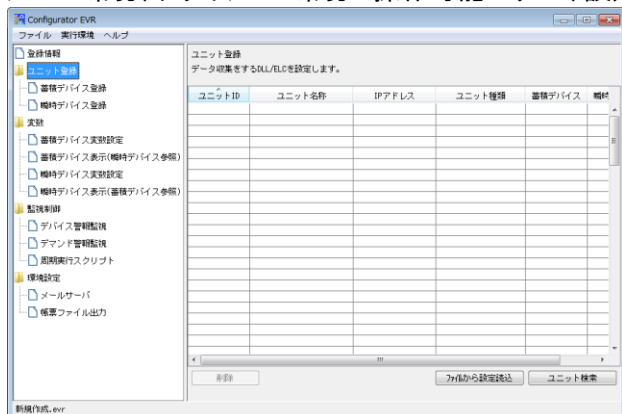 Configurator EVR
ファイル 実行環境 ヘルプ
登録情報
ユニット登録
蓄積デバイス登録
瞬時デバイス登録
変数
蓄積デバイス変数設定
蓄積デバイス表示(瞬時デバイス参照)
瞬時デバイス変数設定
瞬時デバイス表示(蓄積デバイス参照)
監視制御
デバイス警報監視
デマンド警報監視
周期実行スクリプト
環境設定
メールサーバ
帳票ファイル出力
ユニット登録
データ収集をするDLL/ELCを設定します。
ユニットID ユニット名称 IPアドレス ユニット種類 蓄積デバイス 瞬時
削除 ファイルから設定読込 ユニット検索
新規作成.evr